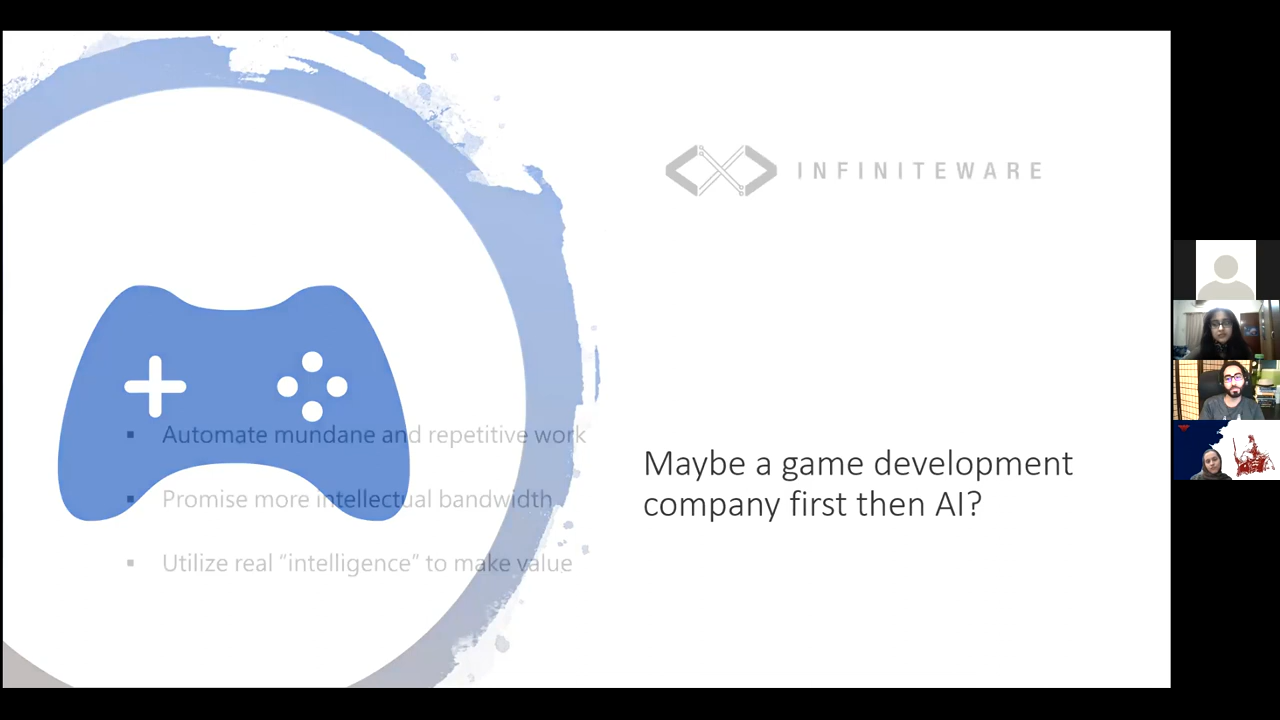 INFINITEWARE
▪ Automate mundane and repetitive work
▪ Promise more intellectual bandwidth
▪ Utilize real “intelligence” to make value
Maybe a game development
company first then AI?